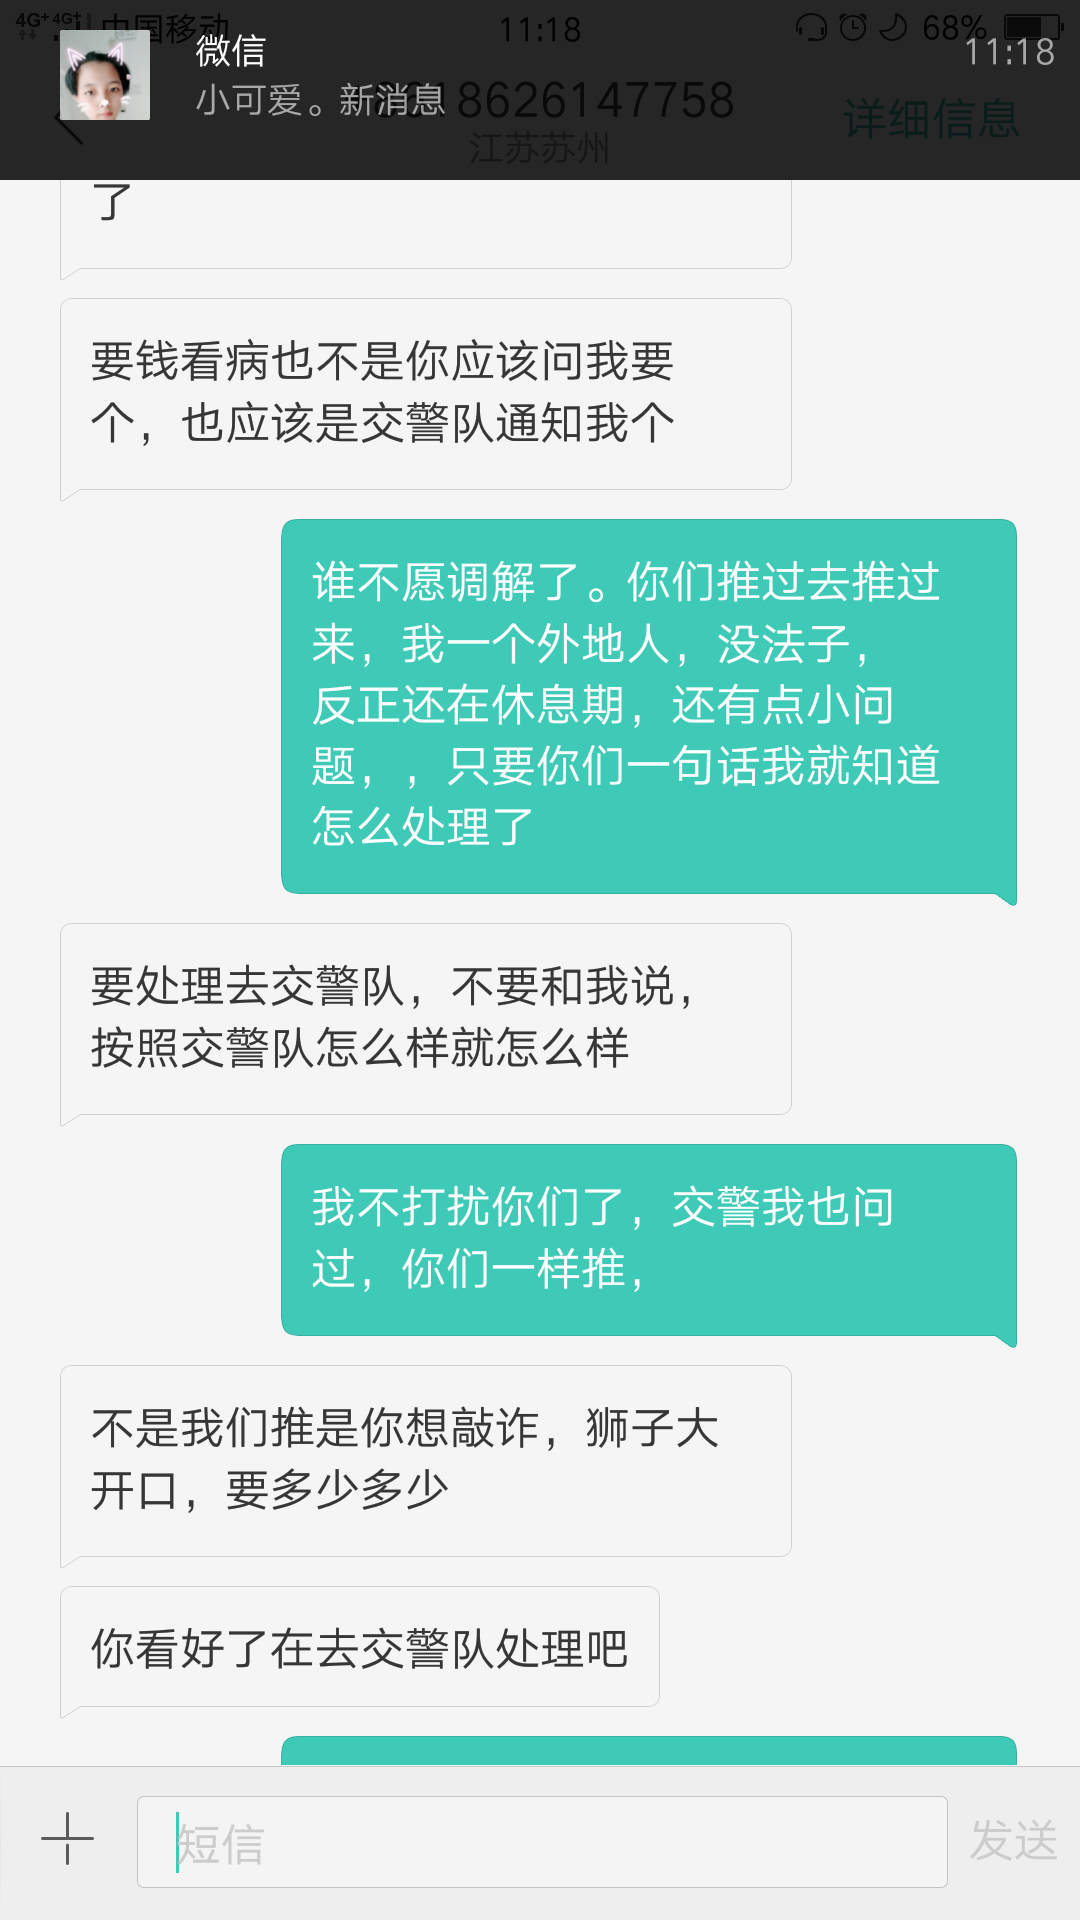 4G+ 4G+ 中国移动 11:18 68%
微信 11:18
小可爱。新消息
8626147758
详细信息
江苏苏州
了
要钱看病也不是你应该问我要
个，也应该是交警队通知我个
谁不愿调解了。你们推过去推过
来，我一个外地人，没法子，
反正还在休息期，还有点小问
题，，只要你们一句话我就知道
怎么处理了
要处理去交警队，不要和我说，
按照交警队怎么样就怎么样
我不打扰你们了，交警我也问
过，你们一样推，
不是我们推是你想敲诈，狮子大
开口，要多少多少
你看好了在去交警队处理吧
短信
发送